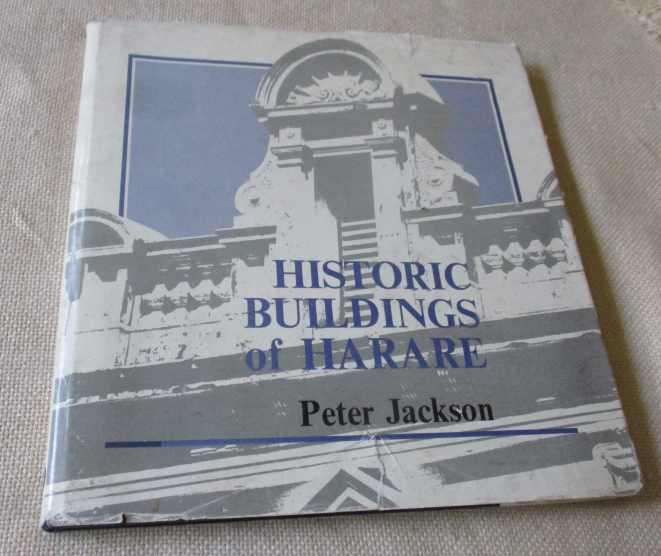 HISTORIC
BUILDINGS
of HARARE
Peter Jackson